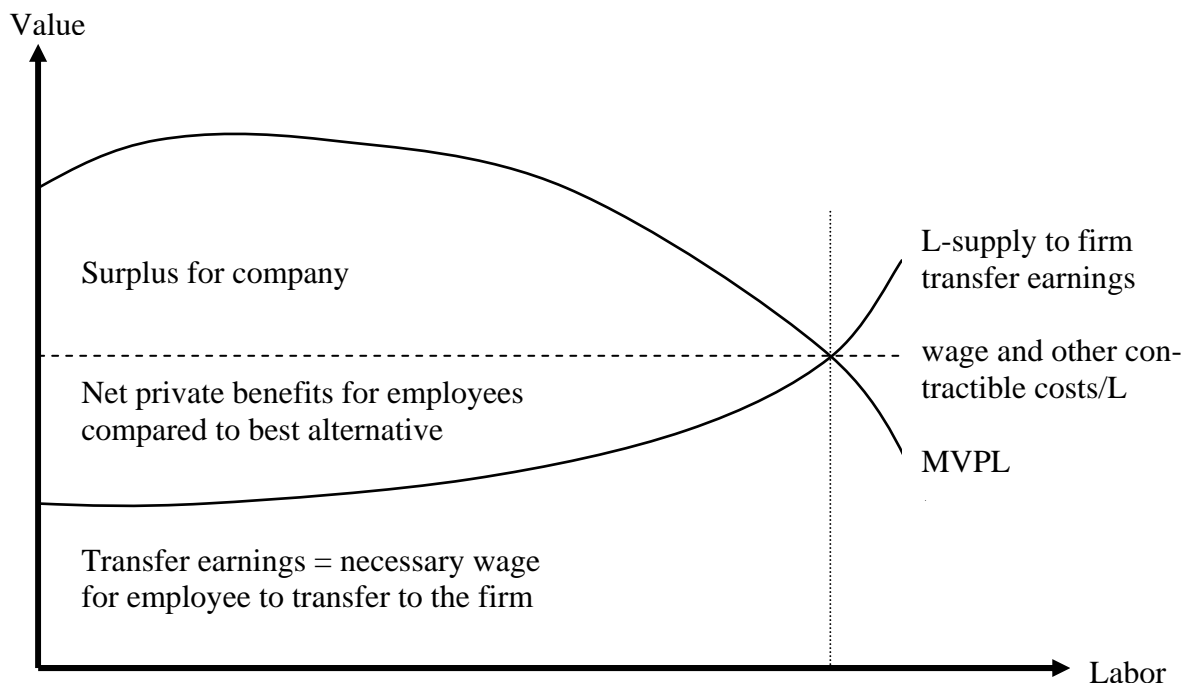 Value
Surplus for company
L-supply to firm
transfer earnings
wage and other con-
tractible costs/L
Net private benefits for employees
compared to best alternative
MVPL
Transfer earnings = necessary wage
for employee to transfer to the firm
Labor